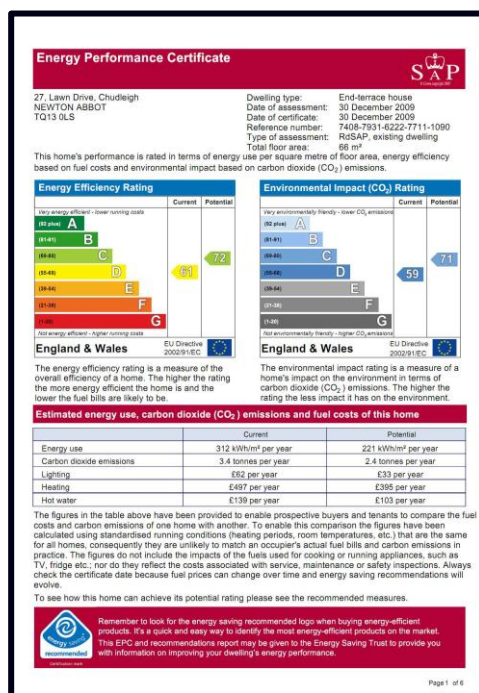 Energy Performance Certificate
SAP
27, Lawn Drive, Chudleigh
NEWTON ABBOT
TQ13 0LS
Dwelling type: End-terrace house
Date of assessment: 30 December 2009
Date of certificate: 30 December 2009
Reference number: 7408-7931-6222-7711-1090
Type of assessment: RdSAP, existing dwelling
Total floor area: 66 m²
This home's performance is rated in terms of energy use per square metre of floor area, energy efficiency
based on fuel costs and environmental impact based on carbon dioxide (CO₂) emissions.
Energy Efficiency Rating
Current Potential
Very energy efficient - lower running costs
(92 plus) A
(81-91) B
(69-80) C
(55-68) D
(39-54) E
(21-38) F
(1-20) G
61
72
Not energy efficient - higher running costs
England & Wales
EU Directive
2002/91/EC
The energy efficiency rating is a measure of the
overall efficiency of a home. The higher the rating
the more energy efficient the home is and the
lower the fuel bills are likely to be.
Environmental Impact (CO₂) Rating
Current Potential
Very environmentally friendly - lower CO₂ emissions
(92 plus) A
(81-91) B
(69-80) C
(55-68) D
(39-54) E
(21-38) F
(1-20) G
59
71
Not environmentally friendly - higher CO₂ emissions
England & Wales
EU Directive
2002/91/EC
The environmental impact rating is a measure of a
home's impact on the environment in terms of
carbon dioxide (CO₂) emissions. The higher the
rating the less impact it has on the environment.
Estimated energy use, carbon dioxide (CO₂) emissions and fuel costs of this home
Current Potential
Energy use 312 kWh/m² per year 221 kWh/m² per year
Carbon dioxide emissions 3.4 tonnes per year 2.4 tonnes per year
Lighting £62 per year £33 per year
Heating £497 per year £395 per year
Hot water £139 per year £103 per year
The figures in the table above have been provided to enable prospective buyers and tenants to compare the fuel
costs and carbon emissions of one home with another. To enable this comparison the figures have been
calculated using standardised running conditions (heating periods, room temperatures, etc.) that are the same
for all homes, consequently they are unlikely to match an occupier's actual fuel bills and carbon emissions in
practice. The figures do not include the impacts of the fuels used for cooking or running appliances, such as
TV, fridge etc.; nor do they reflect the costs associated with service, maintenance or safety inspections. Always
check the certificate date because fuel prices can change over time and energy saving recommendations will
evolve.
To see how this home can achieve its potential rating please see the recommended measures.
energy saving
recommended
Certification mark
Remember to look for the energy saving recommended logo when buying energy-efficient
products. It's a quick and easy way to identify the most energy-efficient products on the market.
This EPC and recommendations report may be given to the Energy Saving Trust to provide you
with information on improving your dwelling's energy performance.
Page 1 of 6